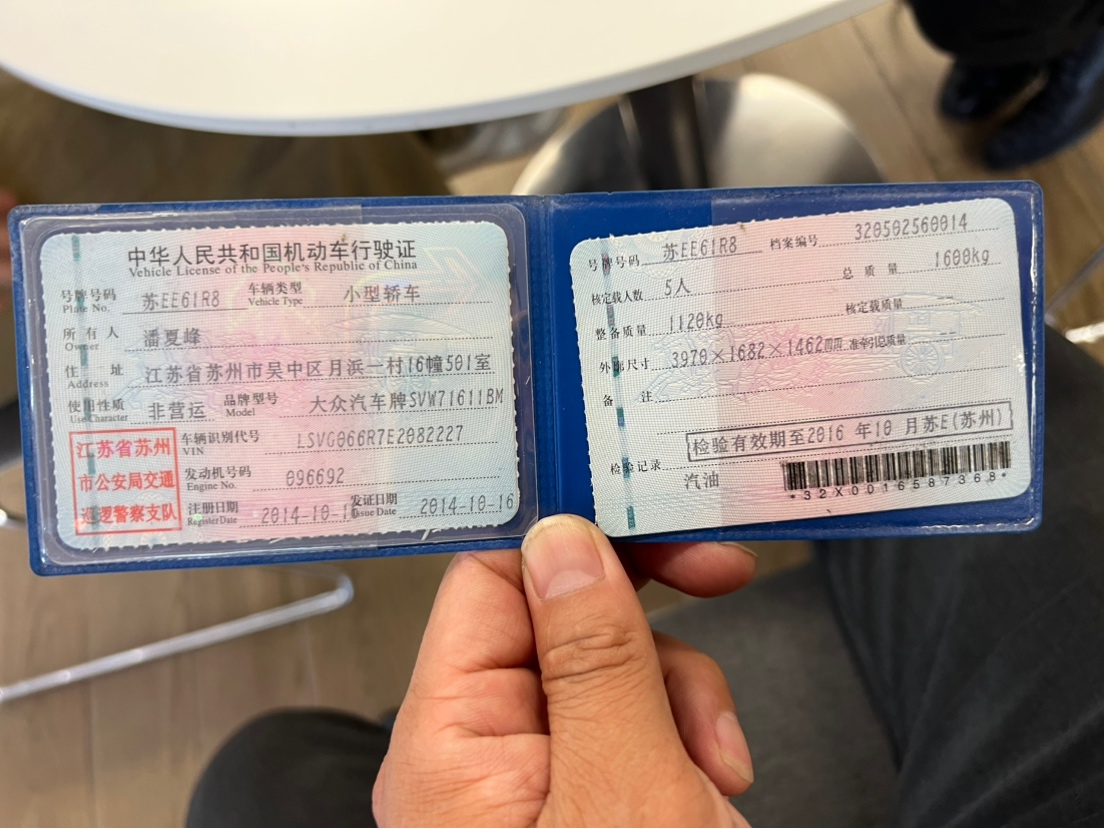 中华人民共和国机动车行驶证
Vehicle License of the People's Republic of China
号牌号码 苏EE61R8 车辆类型 小型轿车
Plate No. Vehicle Type
所有人 潘夏峰
Owner
住址 江苏省苏州市吴中区月浜一村16幢501室
Address
使用性质 非营运 品牌型号 大众汽车牌SVW71611BM
Use Character Model
江苏省苏州
市公安局交通
巡逻警察支队
车辆识别代号 LSVG066R7E2082227
VIN
发动机号码 096692
Engine No.
注册日期 2014-10-16 发证日期 2014-10-16
Register Date Issue Date
号牌号码 苏EE61R8 档案编号 320502560014
核定载人数 5人 总质量 1600kg
整备质量 1120kg 核定载质量
外廓尺寸 3970×1682×1462 准牵引总质量
备注
检验有效期至2016 年10 月苏E(苏州)
检验记录
汽油
*32X0016587368*